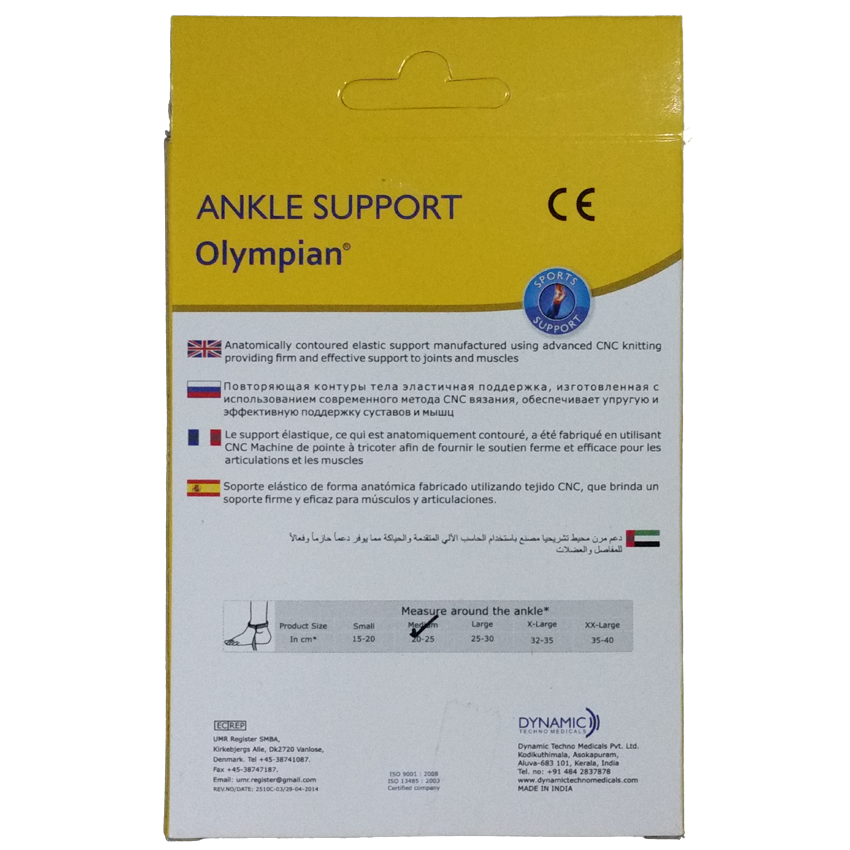 ANKLE SUPPORT
CE
Olympian®
SPORTS
SUPPORT
Anatomically contoured elastic support manufactured using advanced CNC knitting
providing firm and effective support to joints and muscles
Повторяющая контуры тела эластичная поддержка, изготовленная с
использованием современного метода CNC вязания, обеспечивает упругую и
эффективную поддержку суставов и мышц
Le support élastique, ce qui est anatomiquement contouré, a été fabriqué en utilisant
CNC Machine de pointe à tricoter afin de fournir le soutien ferme et efficace pour les
articulations et les muscles
Soporte elástico de forma anatómica fabricado utilizando tejido CNC, que brinda un
soporte firme y eficaz para músculos y articulaciones.
دعم مرن محيط تشريحيا مصنع باستخدام الحاسب الآلي المتقدمة والحياكة مما يوفر دعماً حازماً وفعالاً
للمفاصل والعضلات
Measure around the ankle*
Product Size Small Medium Large X-Large XX-Large
In cm* 15-20 20-25 25-30 32-35 35-40
EC REP
UMR Register SMBA,
Kirkebjergs Alle, Dk2720 Vanlose,
Denmark. Tel +45-38741087.
Fax +45-38747187.
Email: umr.register@gmail.com
REV.NO/DATE: 2510C-03/29-04-2014
ISO 9001 : 2008
ISO 13485 : 2003
Certified company
DYNAMIC
TECHNO MEDICALS
Dynamic Techno Medicals Pvt. Ltd.
Kodikuthimala, Asokapuram,
Aluva-683 101, Kerala, India
Tel. no: +91 484 2837878
www.dynamictechnomedicals.com
MADE IN INDIA